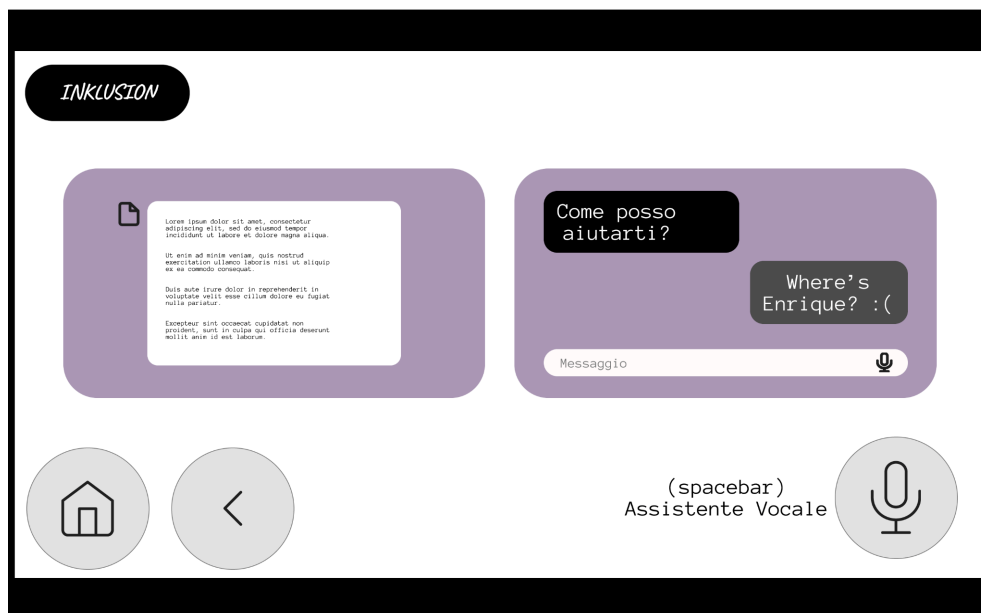 INKLUSION
Lorem ipsum dolor sit amet, consectetur
adipiscing elit, sed do eiusmod tempor
incididunt ut labore et dolore magna aliqua.
Ut enim ad minim veniam, quis nostrud
exercitation ullamco laboris nisi ut aliquip
ex ea commodo consequat.
Duis aute irure dolor in reprehenderit in
voluptate velit esse cillum dolore eu fugiat
nulla pariatur.
Excepteur sint occaecat cupidatat non
proident, sunt in culpa qui officia deserunt
mollit anim id est laborum.
Come posso
aiutarti?
Where's
Enrique? :(
Messaggio
(spacebar)
Assistente Vocale